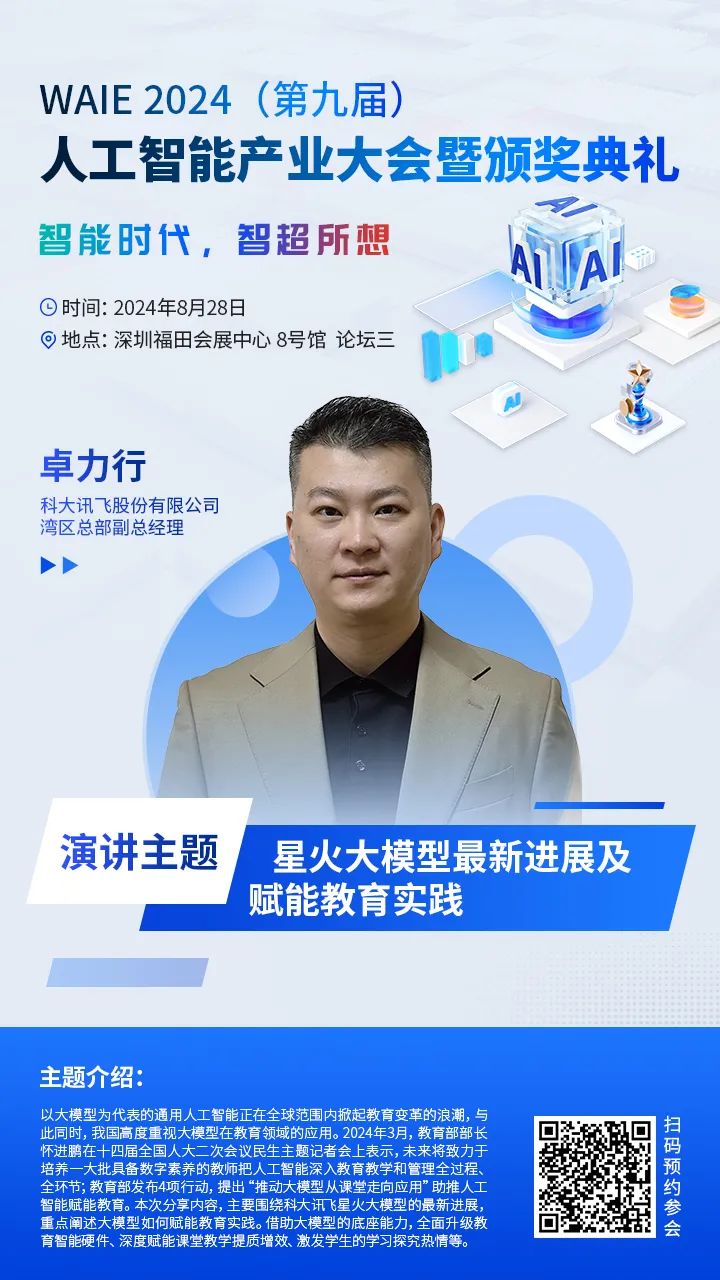 WAIE 2024（第九届）
人工智能产业大会暨颁奖典礼
智能时代，智超所想
时间：2024年8月28日
地点：深圳福田会展中心 8号馆 论坛三
AI
AI
AI
AI
卓力行
科大讯飞股份有限公司
湾区总部副总经理
演讲主题
星火大模型最新进展及
赋能教育实践
主题介绍：
以大模型为代表的通用人工智能正在全球范围内掀起教育变革的浪潮，与
此同时，我国高度重视大模型在教育领域的应用。2024年3月，教育部部长
怀进鹏在十四届全国人大二次会议民生主题记者会上表示，未来将致力于
培养一大批具备数字素养的教师把人工智能深入教育教学和管理全过程、
全环节；教育部发布4项行动，提出“推动大模型从课堂走向应用”助推人工
智能赋能教育。本次分享内容，主要围绕科大讯飞星火大模型的最新进展，
重点阐述大模型如何赋能教育实践。借助大模型的底座能力，全面升级教
育智能硬件、深度赋能课堂教学提质增效、激发学生的学习探究热情等。
扫码预约参会